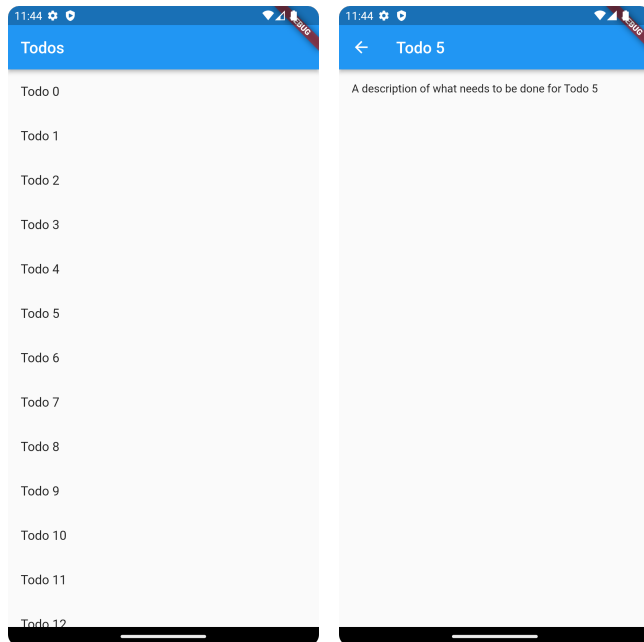 11:44
Todos
Todo 0
Todo 1
Todo 2
Todo 3
Todo 4
Todo 5
Todo 6
Todo 7
Todo 8
Todo 9
Todo 10
Todo 11
Todo 12
11:44
Todo 5
A description of what needs to be done for Todo 5